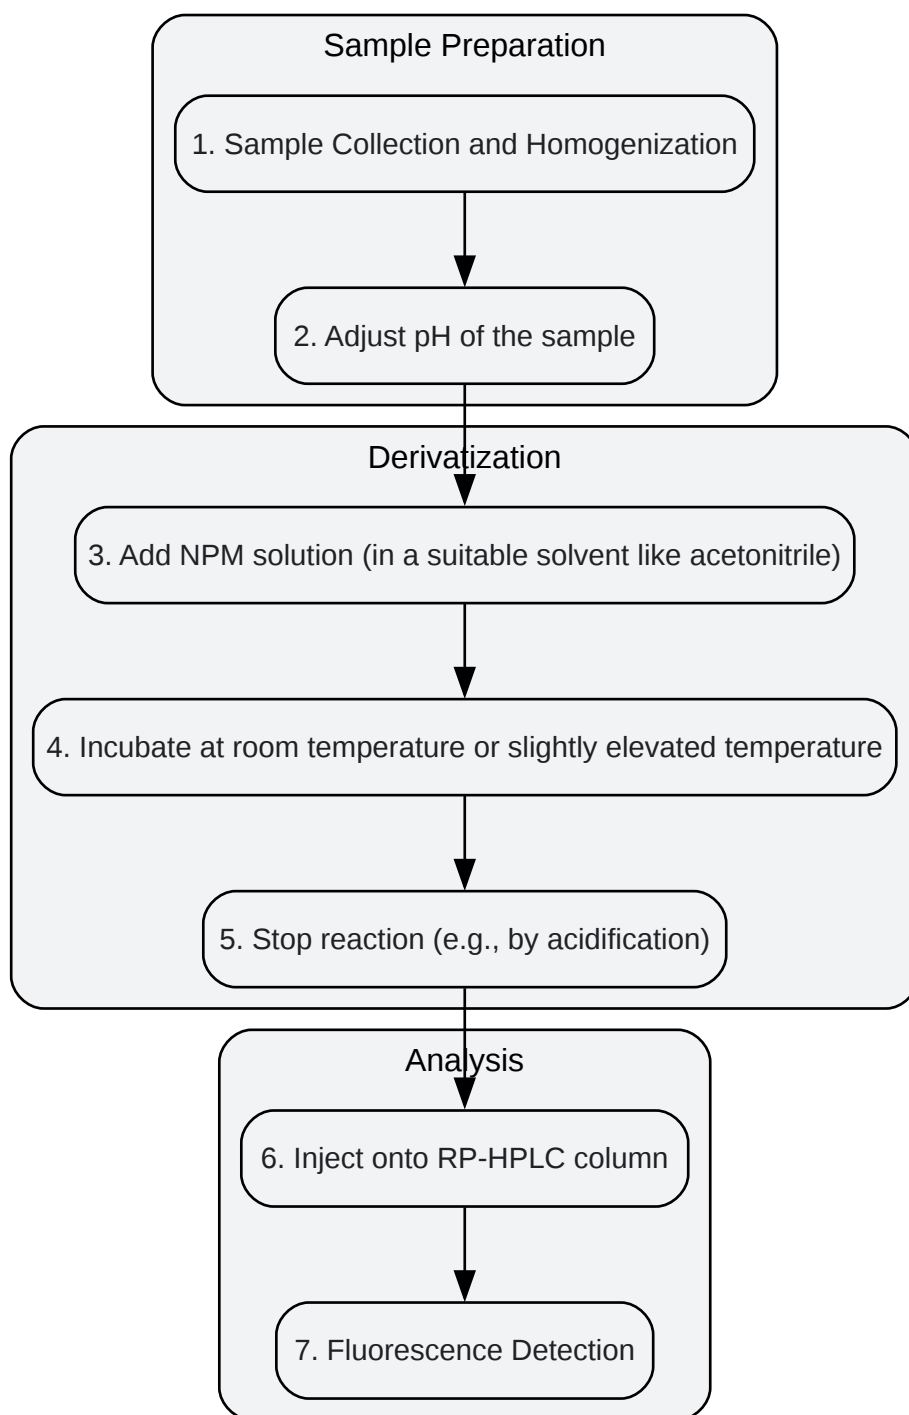 Sample Preparation
1. Sample Collection and Homogenization
2. Adjust pH of the sample
Derivatization
3. Add NPM solution (in a suitable solvent like acetonitrile)
4. Incubate at room temperature or slightly elevated temperature
5. Stop reaction (e.g., by acidification)
Analysis
6. Inject onto RP-HPLC column
7. Fluorescence Detection